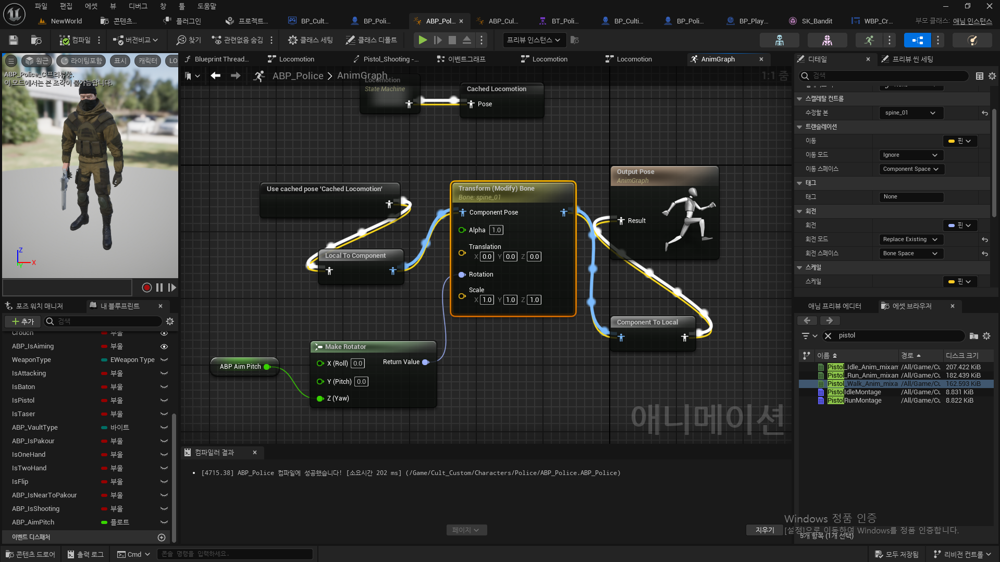 파일 편집 에셋 뷰 디버그 창 툴 도움말
NewWorld 콘텐츠... 플러그인 프로젝트... BP_Cult... BP_Poli... ABP_Pol... ABP_Cul... BT_Poli... BP_Culti... BP_Poli... BP_Play... SK_Bandit WBP_Cr... 부모 클래스: 애님 인스턴스
컴파일 버전비교 찾기 관련없음 숨김 클래스 세팅 클래스 디폴트 프리뷰 인스턴스
원근 라이팅포함 표시 캐릭터 LO
ABP_Police_C 프리뷰중.
이 모드에서는 본 조작이 불가능합니다.
Z
X
Blueprint Thread... Locomotion Pistol_Shooting -... 이벤트그래프 Locomotion Locomotion AnimGraph
ABP_Police > AnimGraph 1:1 줌
Locomotion
State Machine
Cached Locomotion
Pose
Use cached pose 'Cached Locomotion'
Local To Component
Transform (Modify) Bone
Bone: spine_01
Component Pose
Alpha 1.0
Translation
X 0.0 Y 0.0 Z 0.0
Rotation
Scale
X 1.0 Y 1.0 Z 1.0
Output Pose
AnimGraph
Result
Component To Local
ABP Aim Pitch
Make Rotator
X (Roll) 0.0 Return Value
Y (Pitch) 0.0
Z (Yaw)
애니메이션
컴파일러 결과
• [4715.38] ABP_Police 컴파일에 성공했습니다! [소요시간 202 ms] (/Game/Cult_Custom/Characters/Police/ABP_Police.ABP_Police)
페이지 지우기
포즈 워치 매니저 내 블루프린트
추가 검색
Crouch 부울
ABP_IsAiming 부울
WeaponType EWeapon Type
IsAttacking 부울
IsBaton 부울
IsPistol 부울
IsTaser 부울
ABP_VaultType 바이트
ABP_IsPakour 부울
IsOneHand 부울
IsTwoHand 부울
IsFlip 부울
ABP_IsNearToPakour 부울
ABP_IsShooting 부울
ABP_AimPitch 플로트
이벤트 디스패처
디테일 프리뷰 씬 세팅
검색
스켈레탈 컨트롤
수정할 본 spine_01
트랜슬레이션
이동 핀
이동 모드 Ignore
이동 스페이스 Component Space
태그
태그 None
회전
회전 핀
회전 모드 Replace Existing
회전 스페이스 Bone Space
스케일
스케일 핀
애님 프리뷰 에디터 에셋 브라우저
pistol
이름 경로 디스크 크기
Pistol_Idle_Anim_mixam /All/Game/Cu 207.422 KiB
Pistol_Run_Anim_mixam /All/Game/Cu 182.439 KiB
Pistol_Walk_Anim_mixa /All/Game/Cu 162.593 KiB
PistolIdleMontage /All/Game/Cu 8.831 KiB
PistolRunMontage /All/Game/Cu 8.822 KiB
Windows 정품 인증
[설정]으로 이동하여 Windows를 정품 인증합니다.
5개 항목 (1개 선택)
콘텐츠 드로어 출력 로그 Cmd 콘솔 명령을 입력하세요. 모두 저장됨 리비전 컨트롤